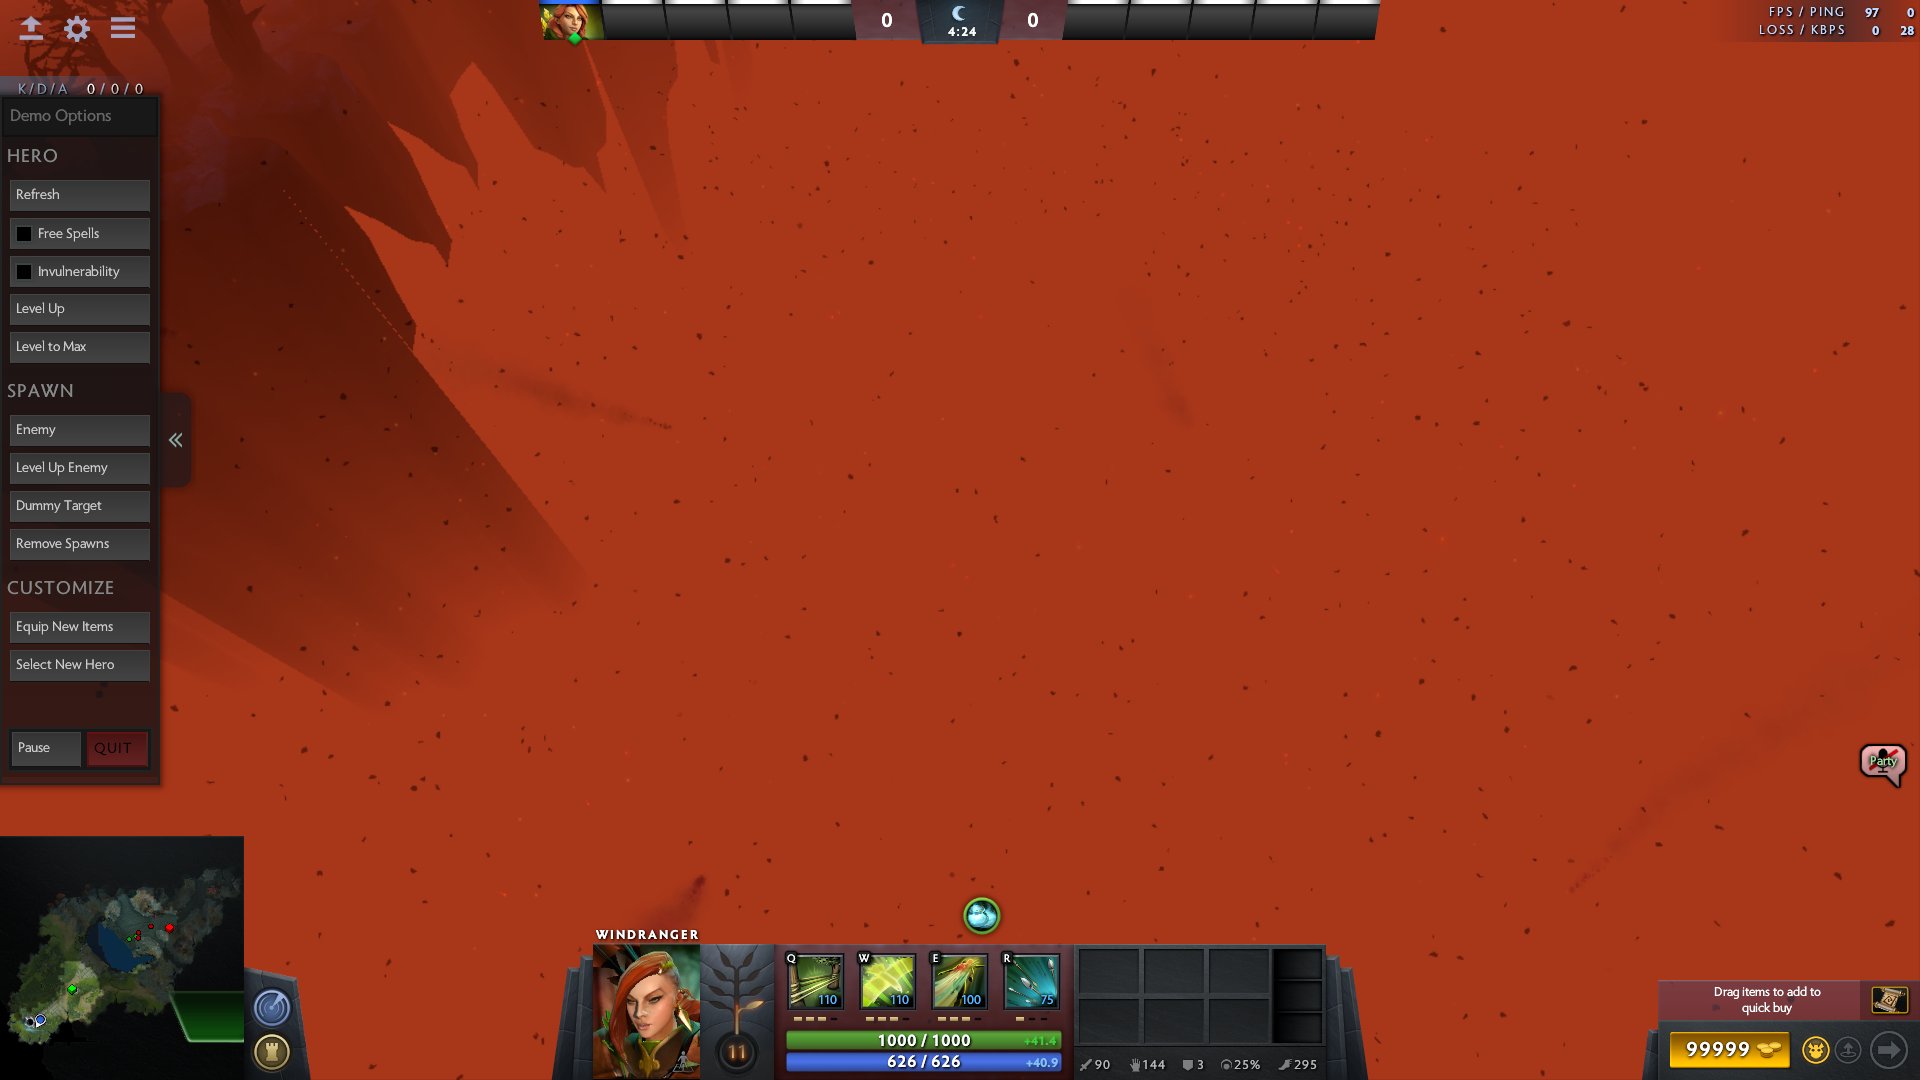 0
4:24
0
FPS / PING 97 0
LOSS / KBPS 0 28
K/D/A 0 / 0 / 0
Demo Options
HERO
Refresh
Free Spells
Invulnerability
Level Up
Level to Max
SPAWN
Enemy
Level Up Enemy
Dummy Target
Remove Spawns
CUSTOMIZE
Equip New Items
Select New Hero
Pause QUIT
Party
WINDRANGER
Q W E R
110 110 100 75
11
1000 / 1000 +41.4
626 / 626 +40.9
90 144 3 25% 295
Drag items to add to
quick buy
99999